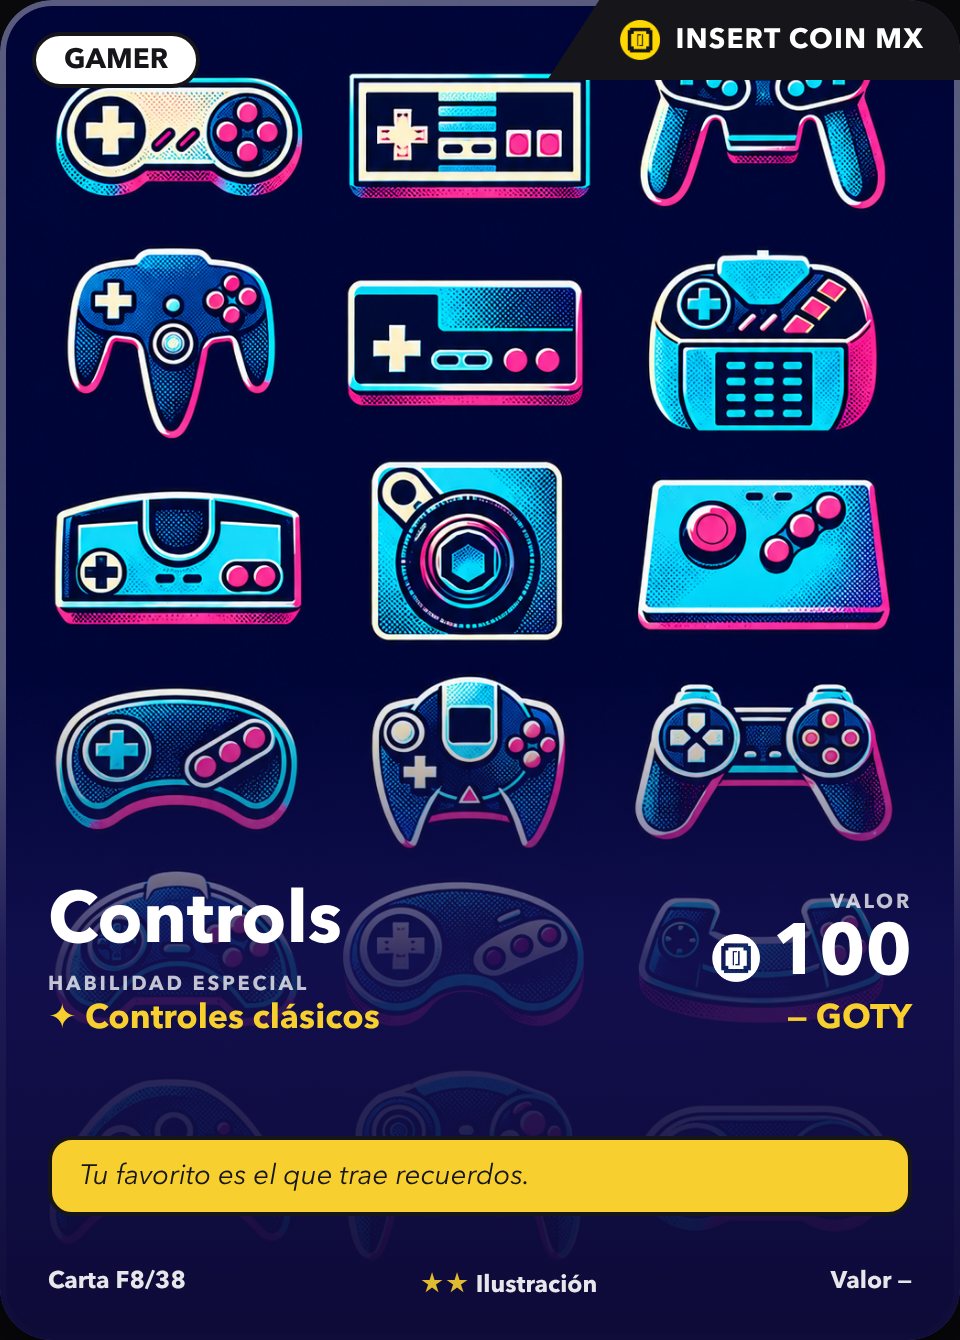 GAMER
INSERT COIN MX
Controls
VALOR
100
HABILIDAD ESPECIAL
✦ Controles clásicos
– GOTY
Tu favorito es el que trae recuerdos.
Carta F8/38
★★ Ilustración
Valor –